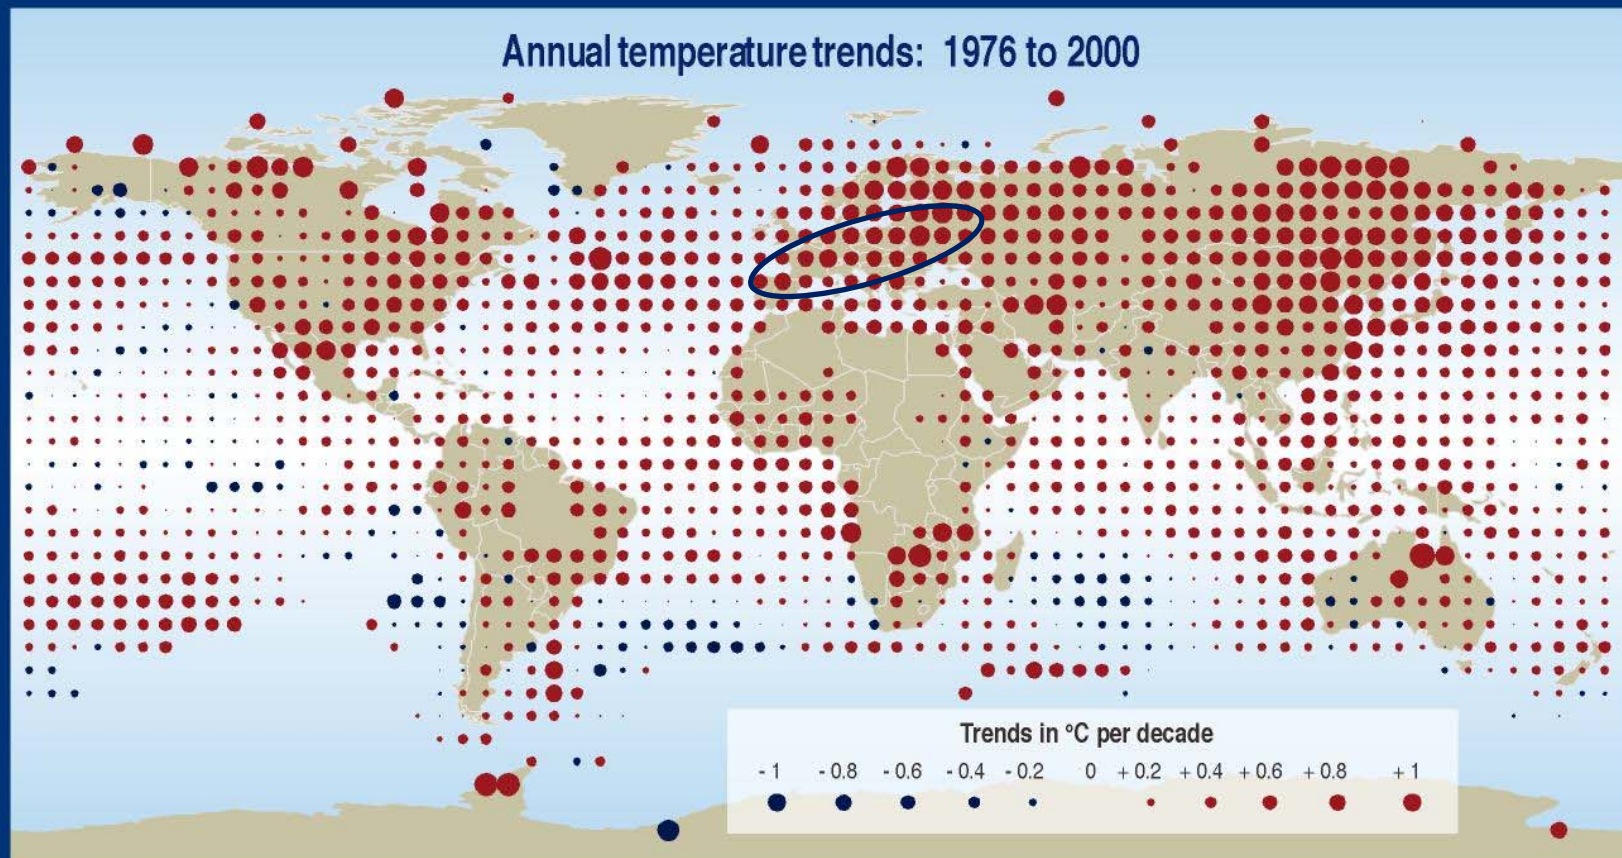 Annual temperature trends: 1976 to 2000
Trends in °C per decade
- 1 - 0.8 - 0.6 - 0.4 - 0.2 0 + 0.2 + 0.4 + 0.6 + 0.8 + 1